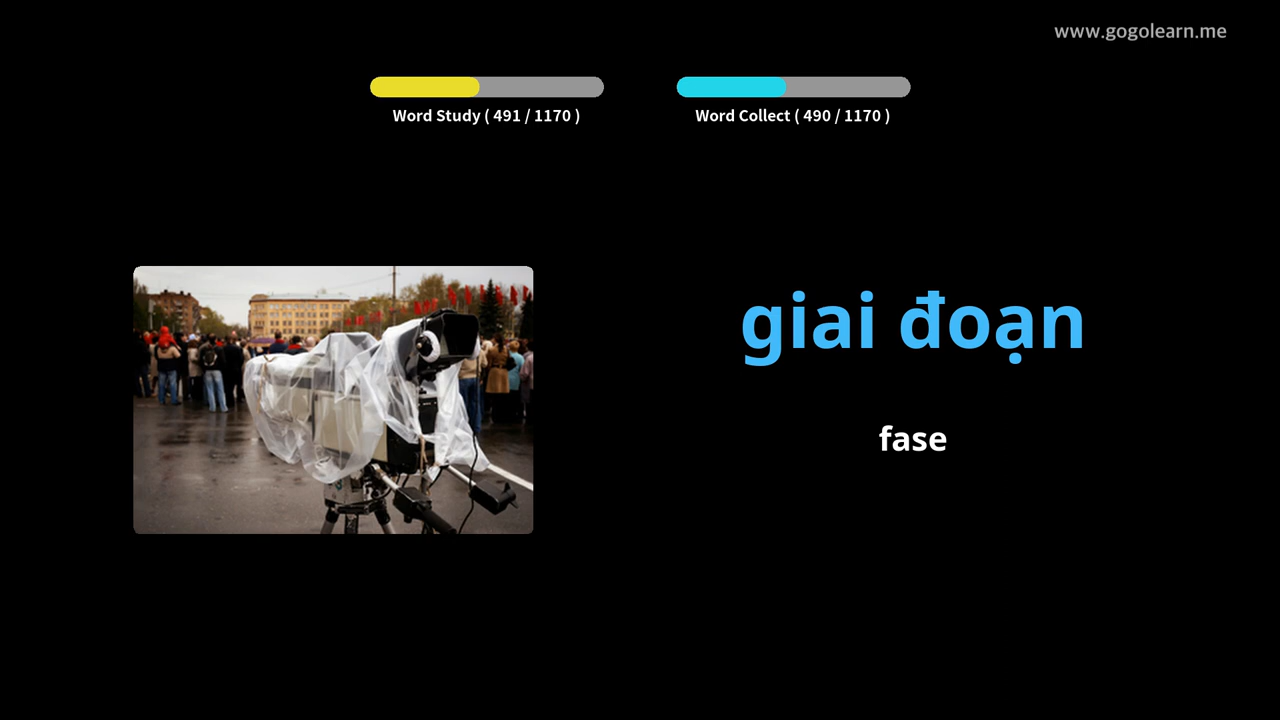 www.gogolearn.me
Word Study ( 491 / 1170 )
Word Collect ( 490 / 1170 )
giai đoạn
fase